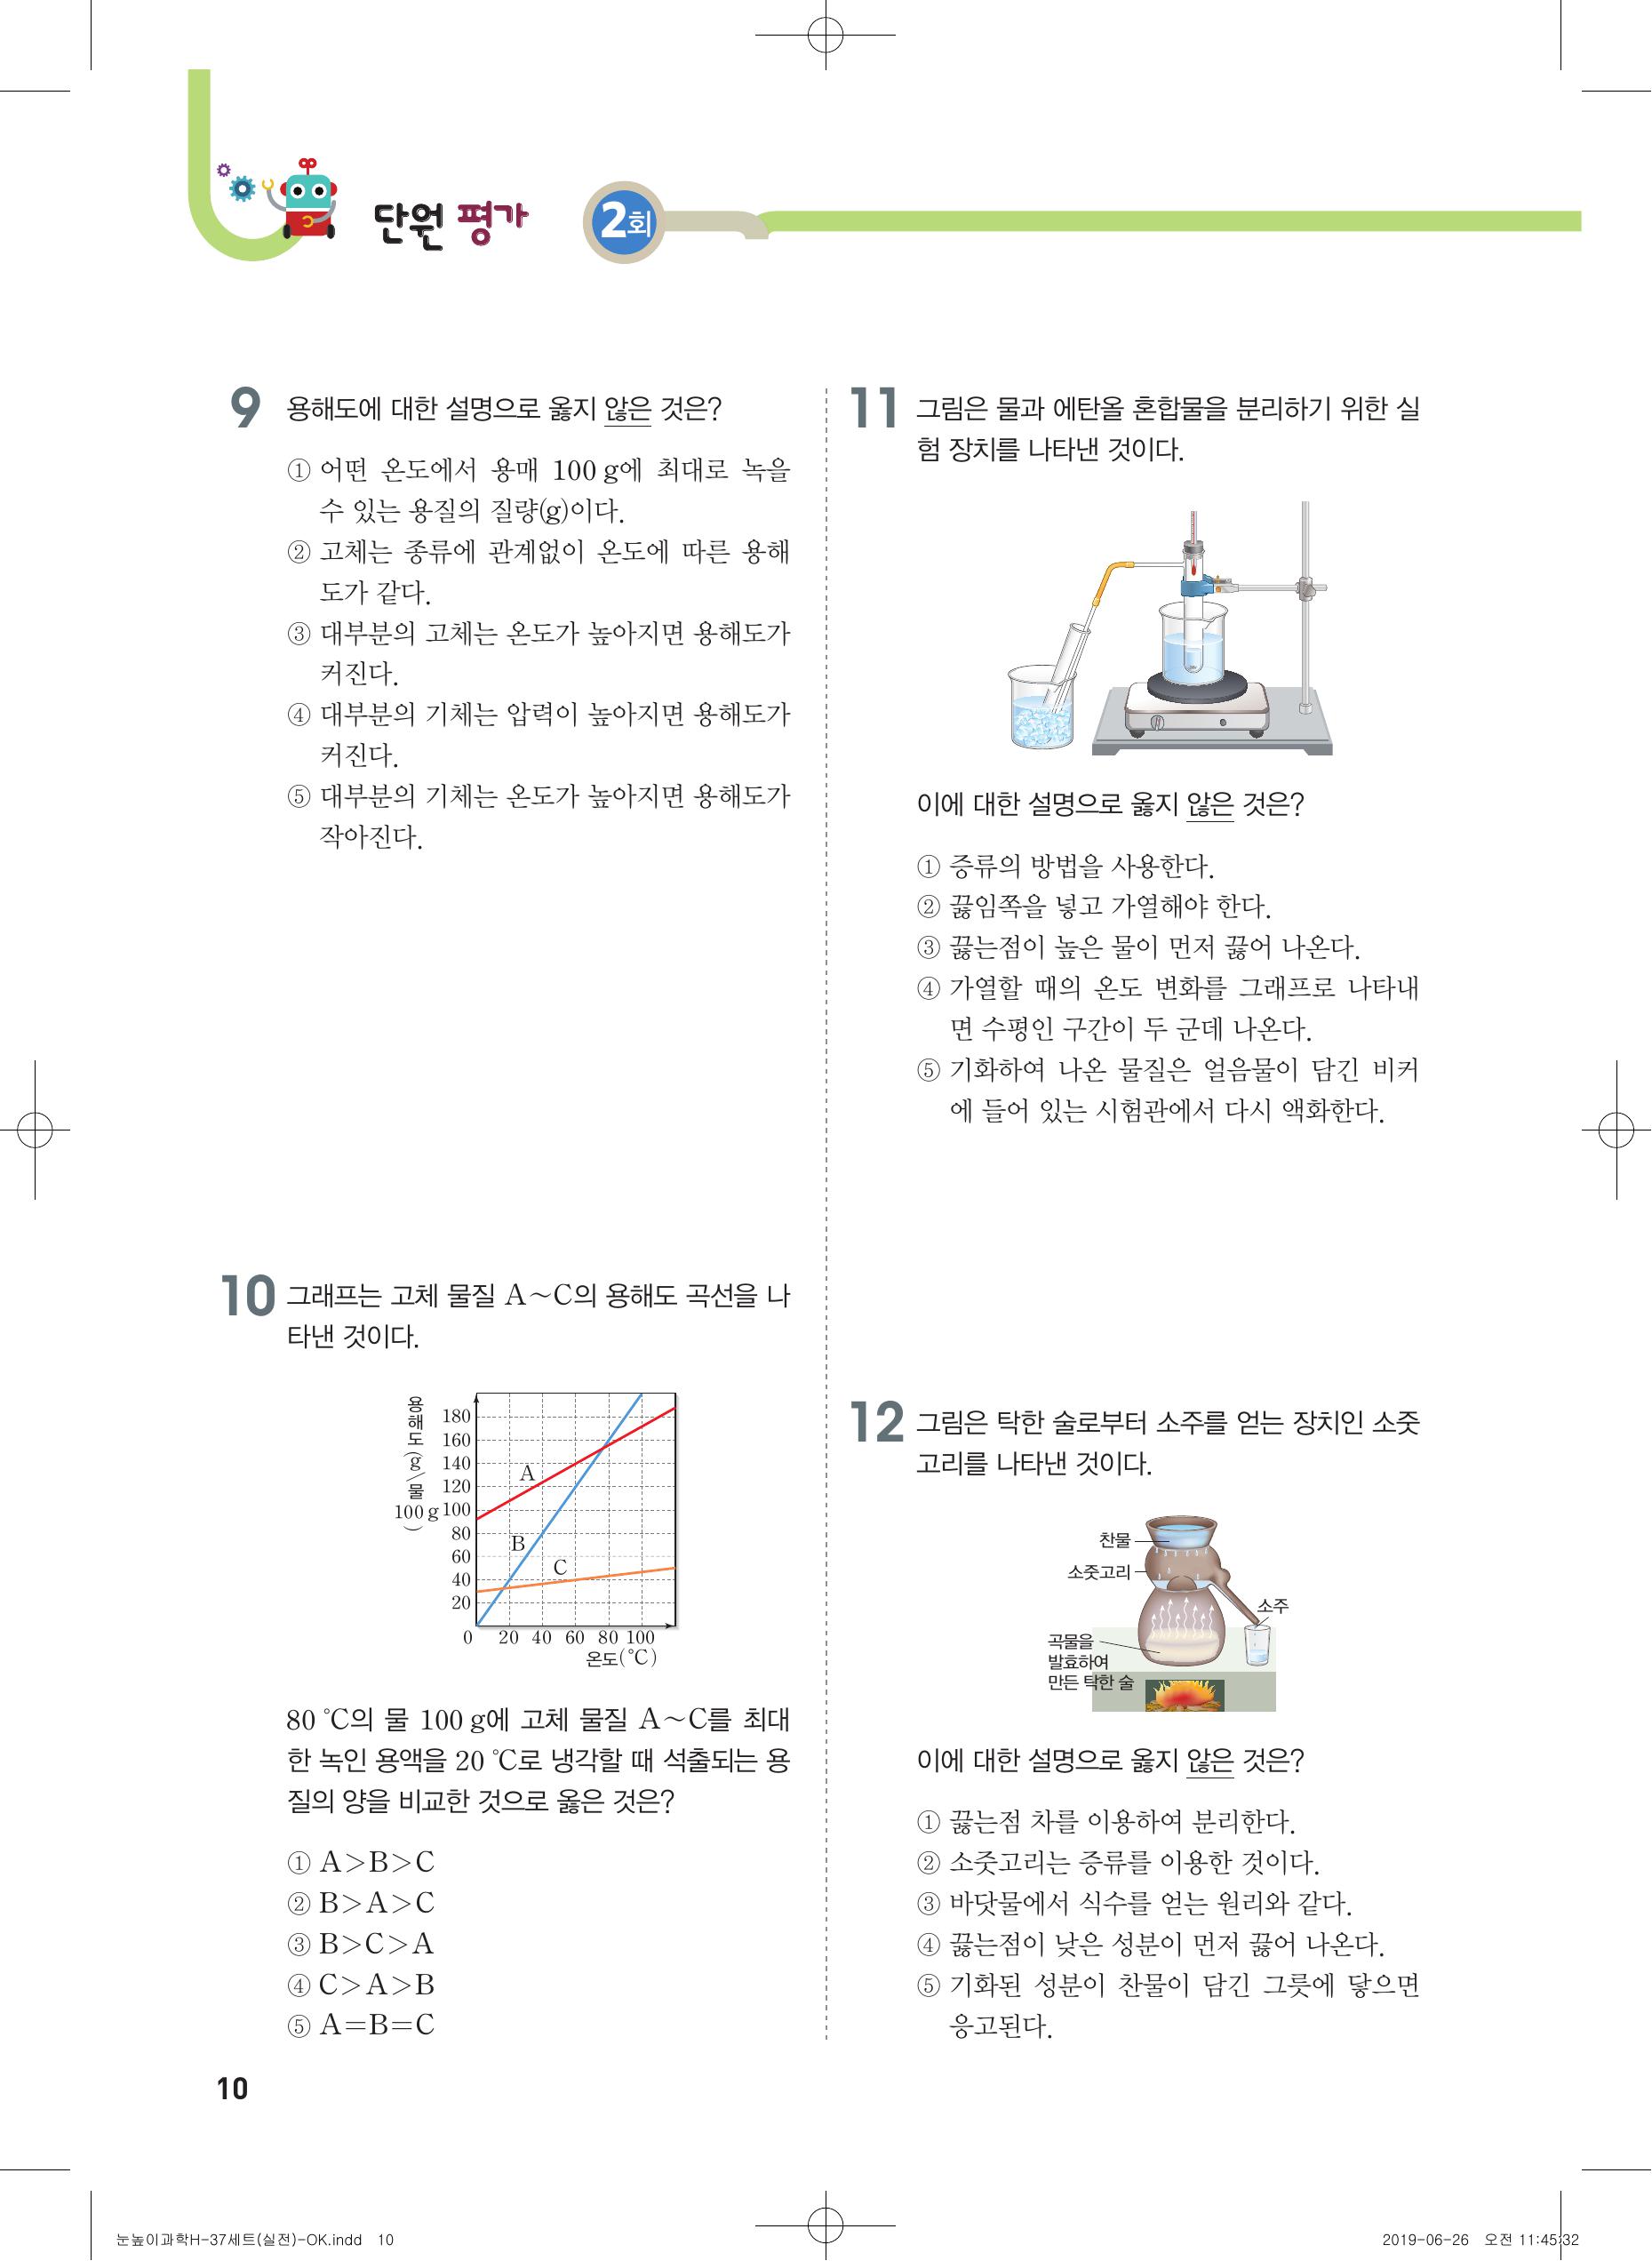 단원 평가 2회
9 용해도에 대한 설명으로 옳지 않은 것은?
① 어떤 온도에서 용매 100 g에 최대로 녹을
수 있는 용질의 질량(g)이다.
② 고체는 종류에 관계없이 온도에 따른 용해
도가 같다.
③ 대부분의 고체는 온도가 높아지면 용해도가
커진다.
④ 대부분의 기체는 압력이 높아지면 용해도가
커진다.
⑤ 대부분의 기체는 온도가 높아지면 용해도가
작아진다.
10 그래프는 고체 물질 A~C의 용해도 곡선을 나
타낸 것이다.
용해도(g/물 100 g)
180
160
140
120
100
80
60
40
20
A
B
C
0 20 40 60 80 100
온도(℃)
80 ℃의 물 100 g에 고체 물질 A~C를 최대
한 녹인 용액을 20 ℃로 냉각할 때 석출되는 용
질의 양을 비교한 것으로 옳은 것은?
① A>B>C
② B>A>C
③ B>C>A
④ C>A>B
⑤ A=B=C
11 그림은 물과 에탄올 혼합물을 분리하기 위한 실
험 장치를 나타낸 것이다.
이에 대한 설명으로 옳지 않은 것은?
① 증류의 방법을 사용한다.
② 끓임쪽을 넣고 가열해야 한다.
③ 끓는점이 높은 물이 먼저 끓어 나온다.
④ 가열할 때의 온도 변화를 그래프로 나타내
면 수평인 구간이 두 군데 나온다.
⑤ 기화하여 나온 물질은 얼음물이 담긴 비커
에 들어 있는 시험관에서 다시 액화한다.
12 그림은 탁한 술로부터 소주를 얻는 장치인 소줏
고리를 나타낸 것이다.
찬물
소줏고리
소주
곡물을
발효하여
만든 탁한 술
이에 대한 설명으로 옳지 않은 것은?
① 끓는점 차를 이용하여 분리한다.
② 소줏고리는 증류를 이용한 것이다.
③ 바닷물에서 식수를 얻는 원리와 같다.
④ 끓는점이 낮은 성분이 먼저 끓어 나온다.
⑤ 기화된 성분이 찬물이 담긴 그릇에 닿으면
응고된다.
10
눈높이과학H-37세트(실전)-OK.indd 10
2019-06-26 오전 11:45:32